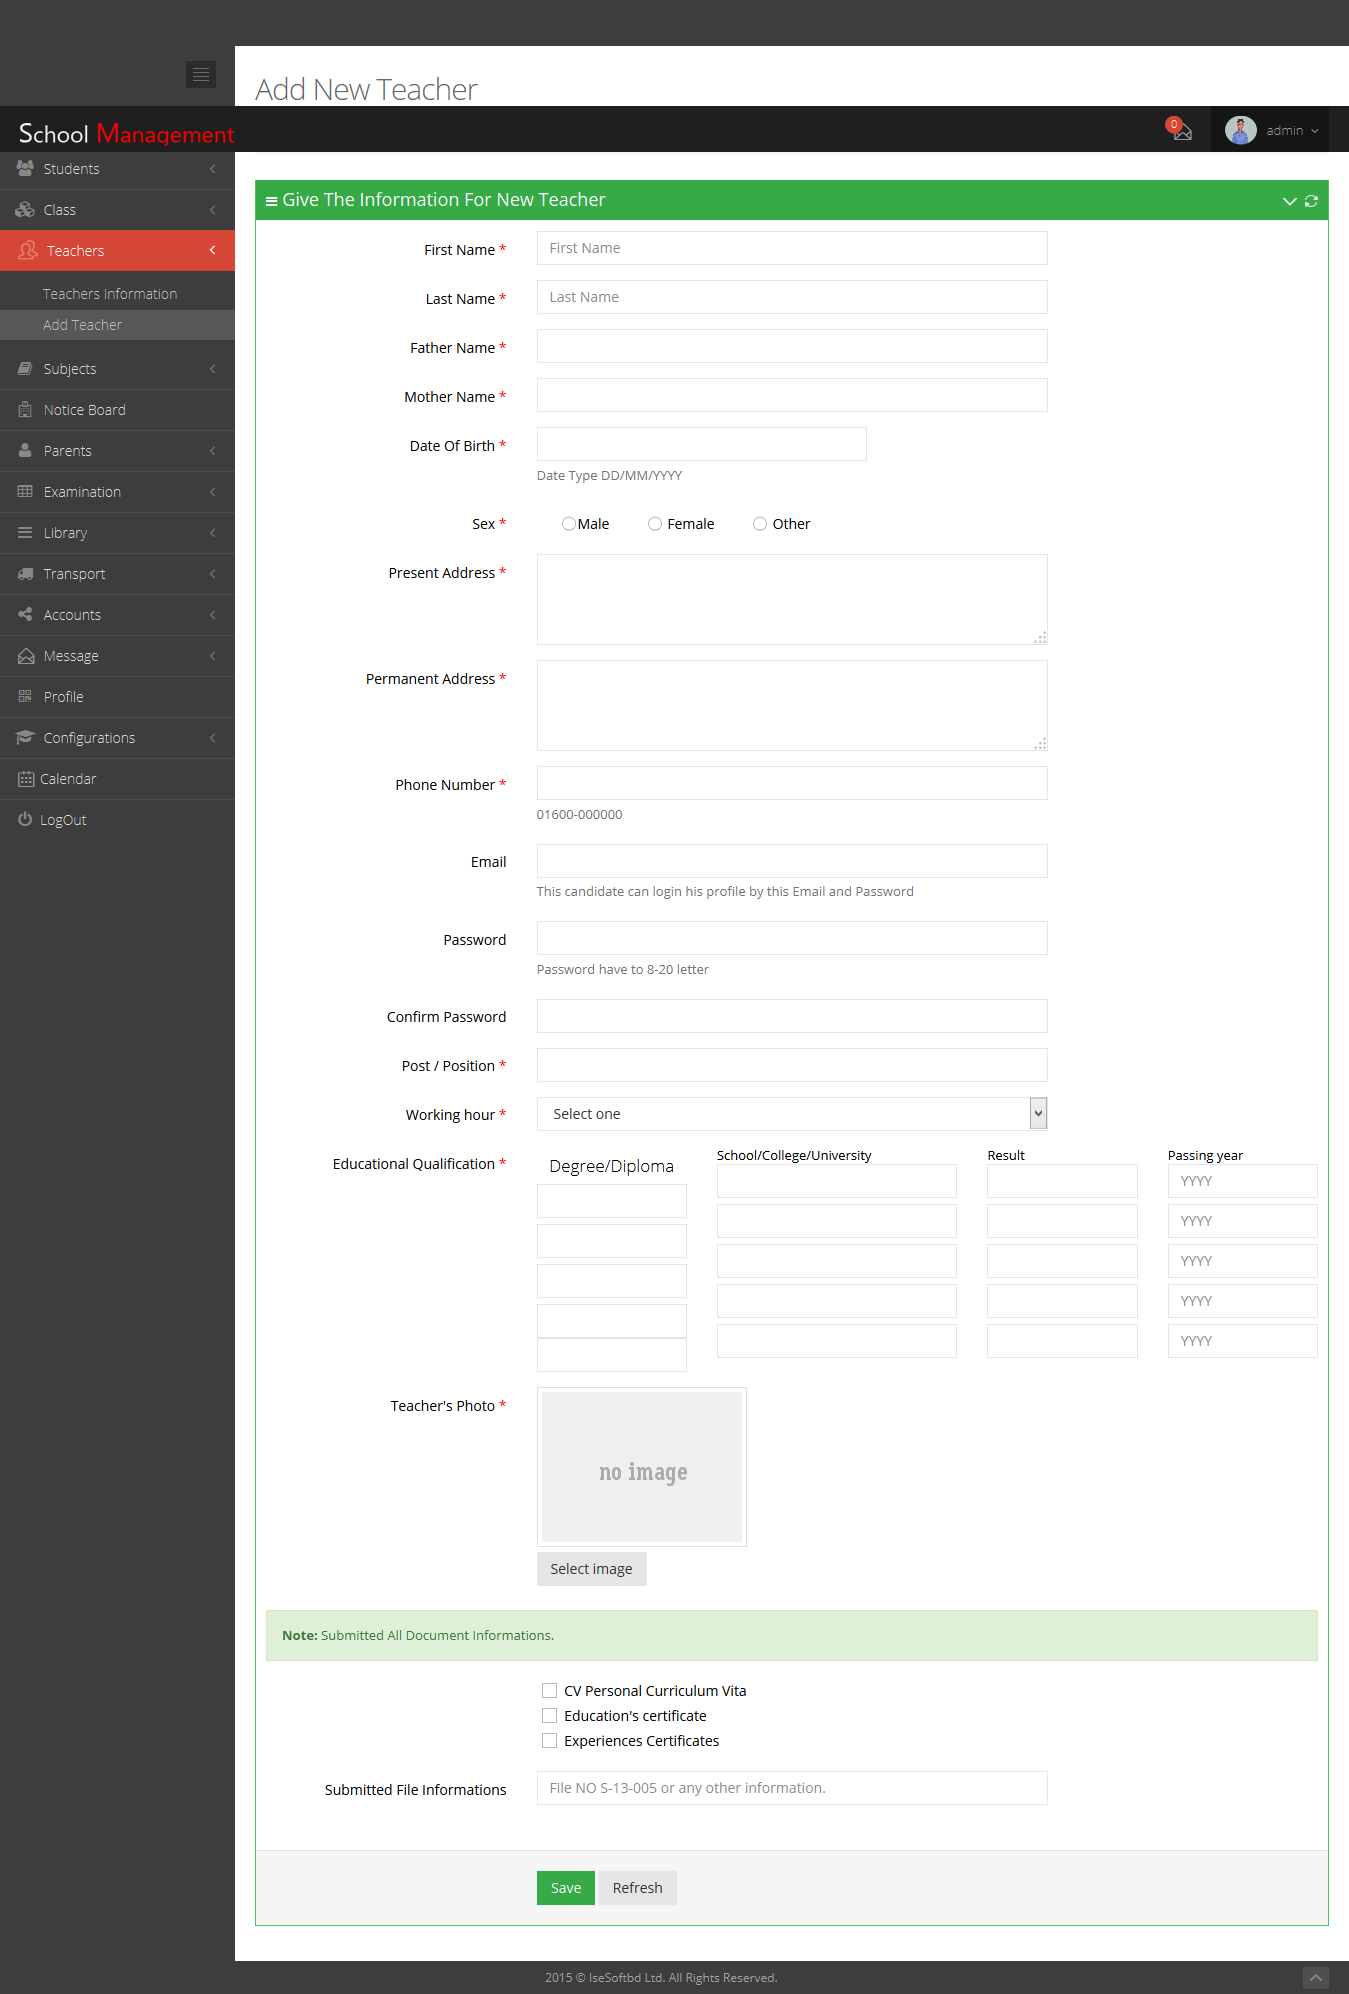 Add New Teacher
School Management
0
admin
Students
Class
Teachers
Teachers Information
Add Teacher
Subjects
Notice Board
Parents
Examination
Library
Transport
Accounts
Message
Profile
Configurations
Calendar
LogOut
Give The Information For New Teacher
First Name * First Name
Last Name * Last Name
Father Name *
Mother Name *
Date Of Birth *
Date Type DD/MM/YYYY
Sex * Male Female Other
Present Address *
Permanent Address *
Phone Number *
01600-000000
Email
This candidate can login his profile by this Email and Password
Password
Password have to 8-20 letter
Confirm Password
Post / Position *
Working hour * Select one
Educational Qualification * Degree/Diploma School/College/University Result Passing year
YYYY
YYYY
YYYY
YYYY
YYYY
Teacher's Photo *
no image
Select image
Note: Submitted All Document Informations.
CV Personal Curriculum Vita
Education's certificate
Experiences Certificates
Submitted File Informations File NO S-13-005 or any other information.
Save Refresh
2015 © IseSoftbd Ltd. All Rights Reserved.